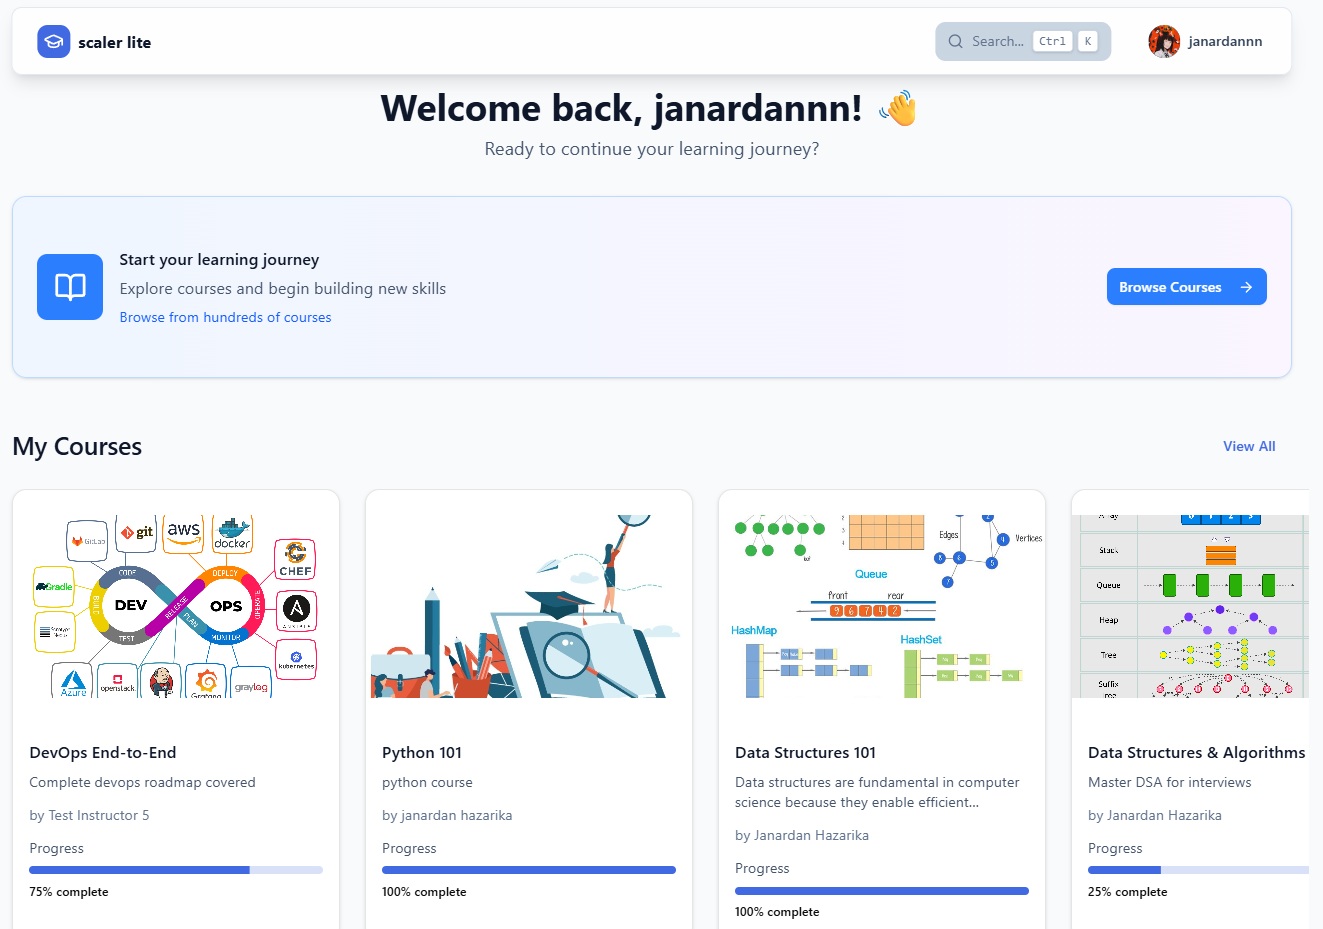 scaler lite
Search... Ctrl K
janardannn
Welcome back, janardannn! 👋
Ready to continue your learning journey?
Start your learning journey
Explore courses and begin building new skills
Browse from hundreds of courses
Browse Courses
My Courses
View All
GitLab
git
aws
docker
CHEF
Gradle
CODE
DEPLOY
BUILD
DEV
RELEASE
OPS
OPERATE
TEST
PLAN
MONITOR
kubernetes
Azure
openstack.
graylog
DevOps End-to-End
Complete devops roadmap covered
by Test Instructor 5
Progress
75% complete
Python 101
python course
by janardan hazarika
Progress
100% complete
Edges
Vertices
Queue
front rear
9 6 7 4 2
HashMap
HashSet
Data Structures 101
Data structures are fundamental in computer
science because they enable efficient...
by Janardan Hazarika
Progress
100% complete
Stack
Queue
Heap
Tree
Suffix
Data Structures & Algorithms
Master DSA for interviews
by Janardan Hazarika
Progress
25% complete